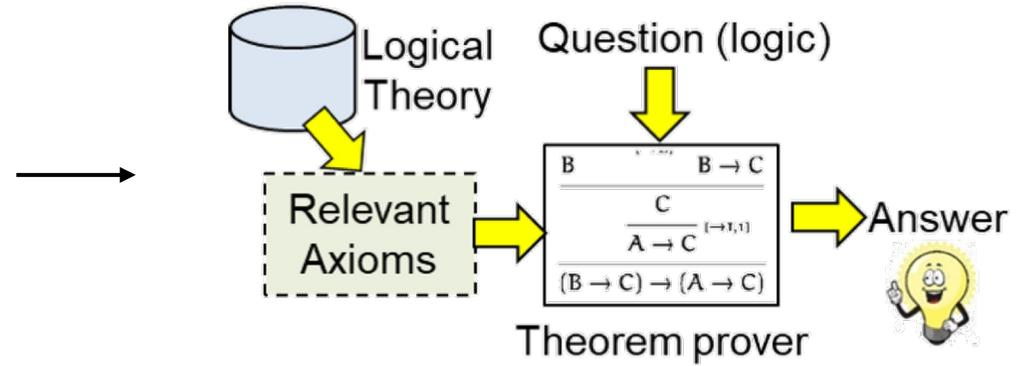 Logical
Theory
Question (logic)
Relevant
Axioms
B B → C
C
A → C [→I,1]
(B → C) → (A → C)
Answer
Theorem prover